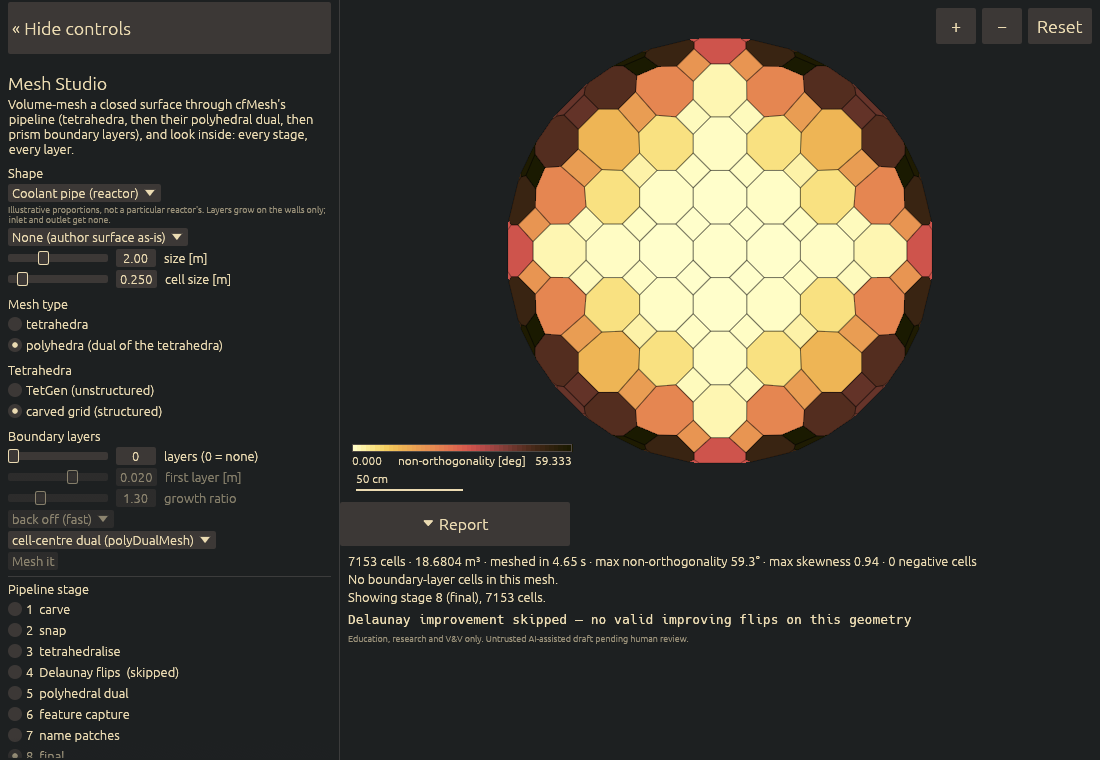 « Hide controls
+
−
Reset
Mesh Studio
Volume-mesh a closed surface through cfMesh's
pipeline (tetrahedra, then their polyhedral dual, then
prism boundary layers), and look inside: every stage,
every layer.
Shape
Coolant pipe (reactor)
Illustrative proportions, not a particular reactor's. Layers grow on the walls only;
inlet and outlet get none.
None (author surface as-is)
2.00 size [m]
0.250 cell size [m]
Mesh type
tetrahedra
polyhedra (dual of the tetrahedra)
Tetrahedra
TetGen (unstructured)
carved grid (structured)
Boundary layers
0 layers (0 = none)
0.020 first layer [m]
1.30 growth ratio
back off (fast)
cell-centre dual (polyDualMesh)
Mesh it
Pipeline stage
1 carve
2 snap
3 tetrahedralise
4 Delaunay flips (skipped)
5 polyhedral dual
6 feature capture
7 name patches
8 final
0.000 non-orthogonality [deg] 59.333
50 cm
Report
7153 cells · 18.6804 m³ · meshed in 4.65 s · max non-orthogonality 59.3° · max skewness 0.94 · 0 negative cells
No boundary-layer cells in this mesh.
Showing stage 8 (final), 7153 cells.
Delaunay improvement skipped — no valid improving flips on this geometry
Education, research and V&V only. Untrusted AI-assisted draft pending human review.